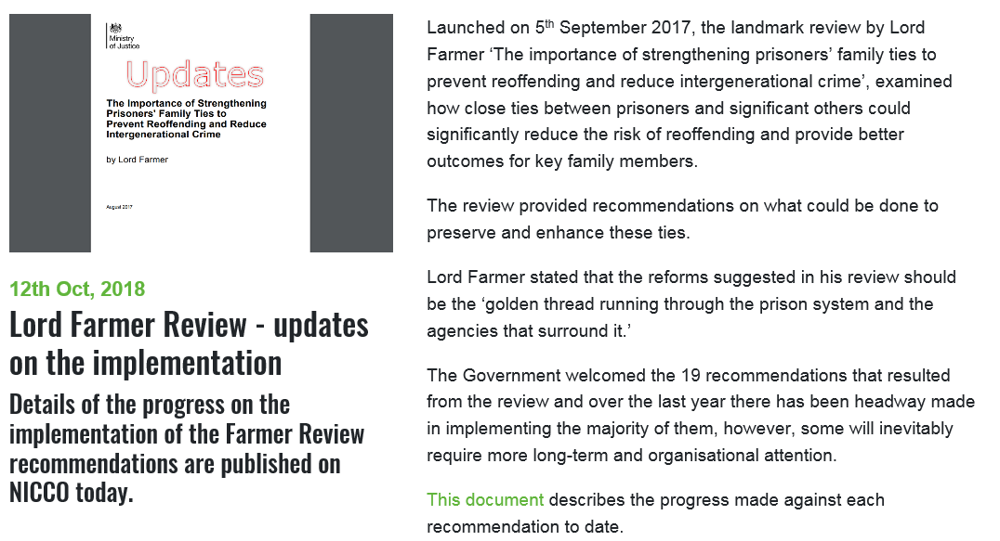 Ministry
of Justice
Updates
The Importance of Strengthening
Prisoners' Family Ties to
Prevent Reoffending and Reduce
Intergenerational Crime
by Lord Farmer
August 2017
12th Oct, 2018
Lord Farmer Review - updates
on the implementation
Details of the progress on the
implementation of the Farmer Review
recommendations are published on
NICCO today.
Launched on 5th September 2017, the landmark review by Lord
Farmer ‘The importance of strengthening prisoners’ family ties to
prevent reoffending and reduce intergenerational crime’, examined
how close ties between prisoners and significant others could
significantly reduce the risk of reoffending and provide better
outcomes for key family members.
The review provided recommendations on what could be done to
preserve and enhance these ties.
Lord Farmer stated that the reforms suggested in his review should
be the ‘golden thread running through the prison system and the
agencies that surround it.’
The Government welcomed the 19 recommendations that resulted
from the review and over the last year there has been headway made
in implementing the majority of them, however, some will inevitably
require more long-term and organisational attention.
This document describes the progress made against each
recommendation to date.